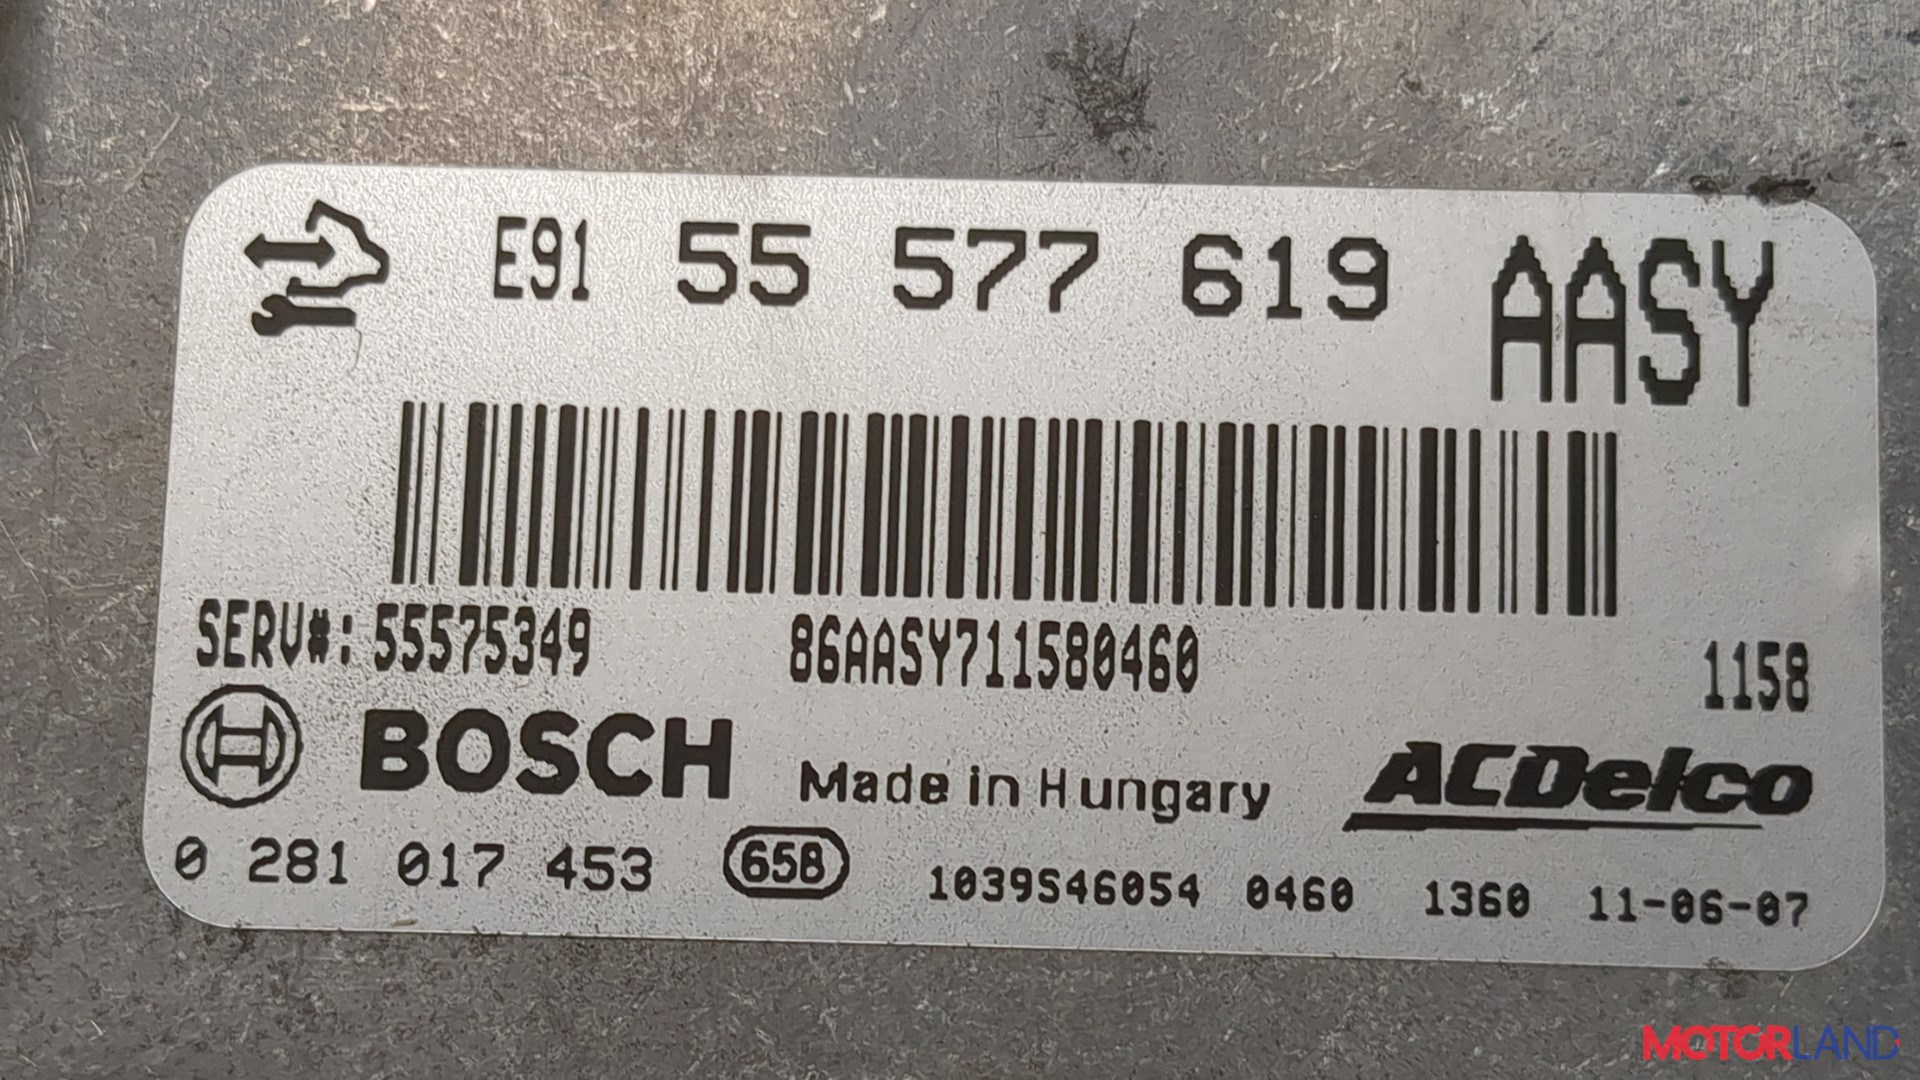 E91 55 577 619 AASY
SERV#: 55575349 86AASY711580460 1158
BOSCH Made in Hungary ACDelco
0 281 017 453 65B 1039S46054 0460 1360 11-06-07
MOTORLAND